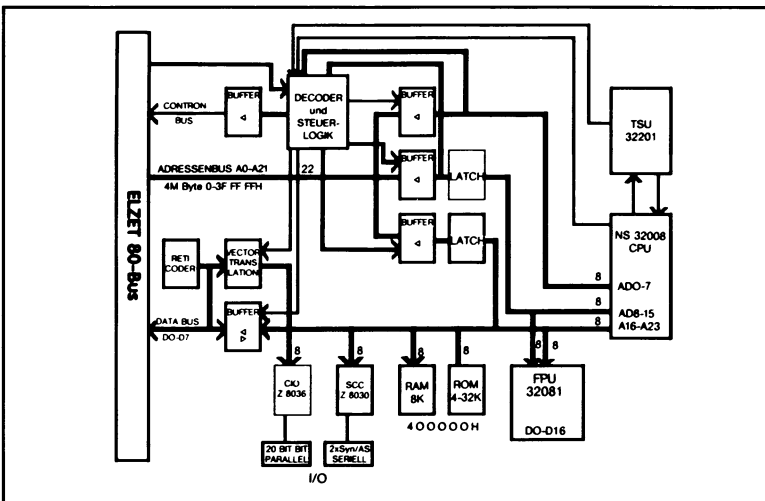 ELZET 80-Bus
CONTRON
BUS
BUFFER
DECODER
und
STEUER-
LOGIK
BUFFER
TSU
32201
ADRESSENBUS A0-A21
22
4M Byte 0-3F FF FFH
BUFFER
LATCH
BUFFER
LATCH
NS 32008
CPU
8
ADO-7
8
AD8-15
8
A16-A23
RETI
CODER
VECTOR
TRANS
LATION
DATA BUS
DO-D7
BUFFER
8
8
8
8
8
8
CIO
Z 8036
SCC
Z 8030
RAM
8K
ROM
4-32K
FPU
32081
DO-D16
400000H
20 BIT BIT
PARALLEL
2xSyn/AS
SERIELL
I/O